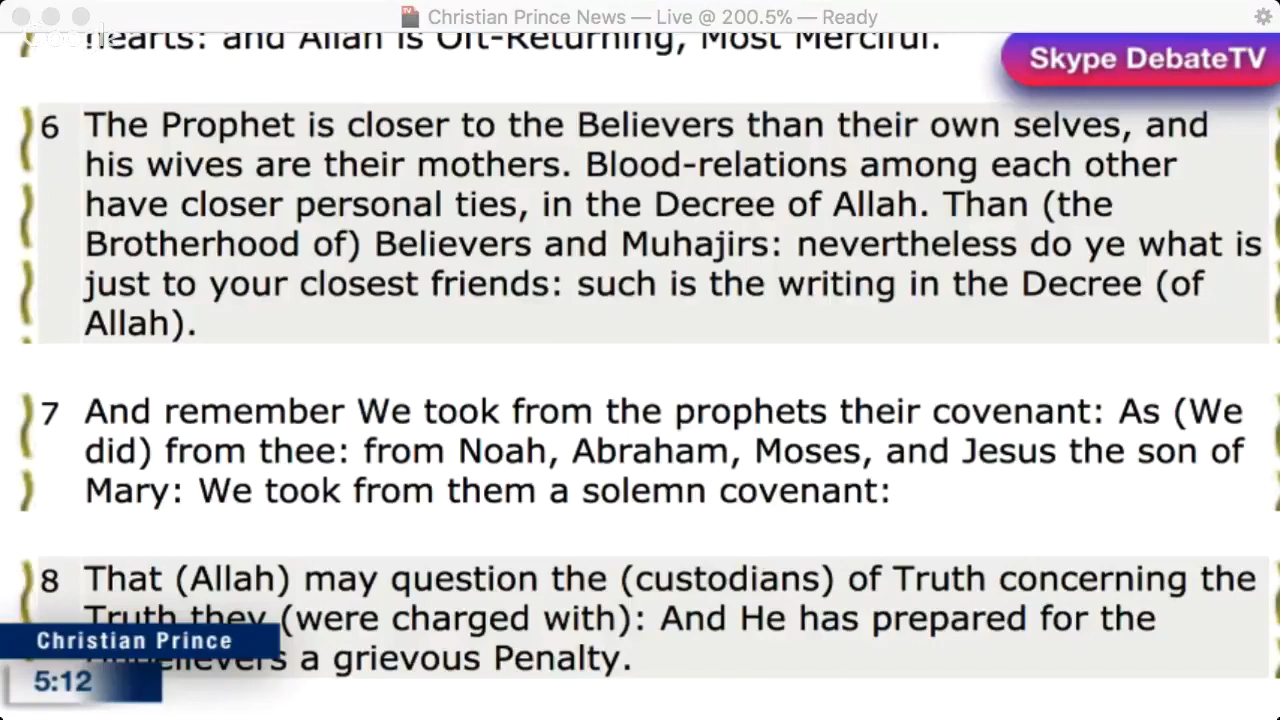 Christian Prince News — Live @ 200.5% — Ready
hearts: and Allah is Oft-Returning, Most Merciful.
Skype DebateTV
6 The Prophet is closer to the Believers than their own selves, and
his wives are their mothers. Blood-relations among each other
have closer personal ties, in the Decree of Allah. Than (the
Brotherhood of) Believers and Muhajirs: nevertheless do ye what is
just to your closest friends: such is the writing in the Decree (of
Allah).
7 And remember We took from the prophets their covenant: As (We
did) from thee: from Noah, Abraham, Moses, and Jesus the son of
Mary: We took from them a solemn covenant:
8 That (Allah) may question the (custodians) of Truth concerning the
Truth they (were charged with): And He has prepared for the
Unbelievers a grievous Penalty.
Christian Prince
5:12